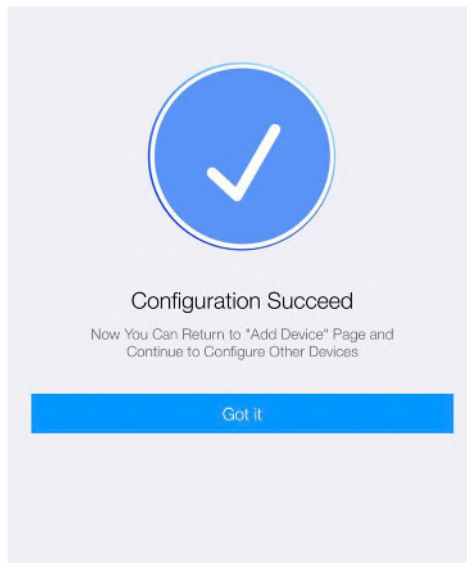 Configuration Succeed
Now You Can Return to "Add Device" Page and
Continue to Configure Other Devices
Got it